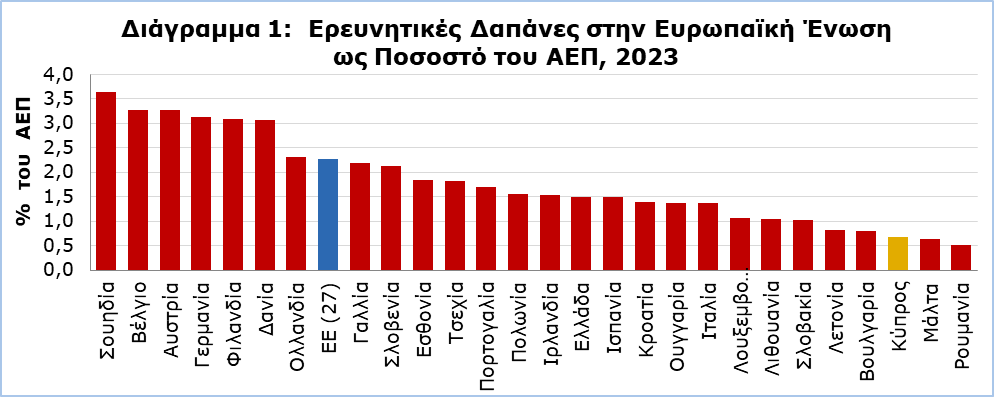 Διάγραμμα 1: Ερευνητικές Δαπάνες στην Ευρωπαϊκή Ένωση
ως Ποσοστό του ΑΕΠ, 2023
% του ΑΕΠ
4,0
3,5
3,0
2,5
2,0
1,5
1,0
0,5
0,0
Σουηδία
Βέλγιο
Αυστρία
Γερμανία
Φιλανδία
Δανία
Ολλανδία
ΕΕ (27)
Γαλλία
Σλοβενία
Εσθονία
Τσεχία
Πορτογαλία
Πολωνία
Ιρλανδία
Ελλάδα
Ισπανία
Κροατία
Ουγγαρία
Ιταλία
Λουξεμβο...
Λιθουανία
Σλοβακία
Λετονία
Βουλγαρία
Κύπρος
Μάλτα
Ρουμανία